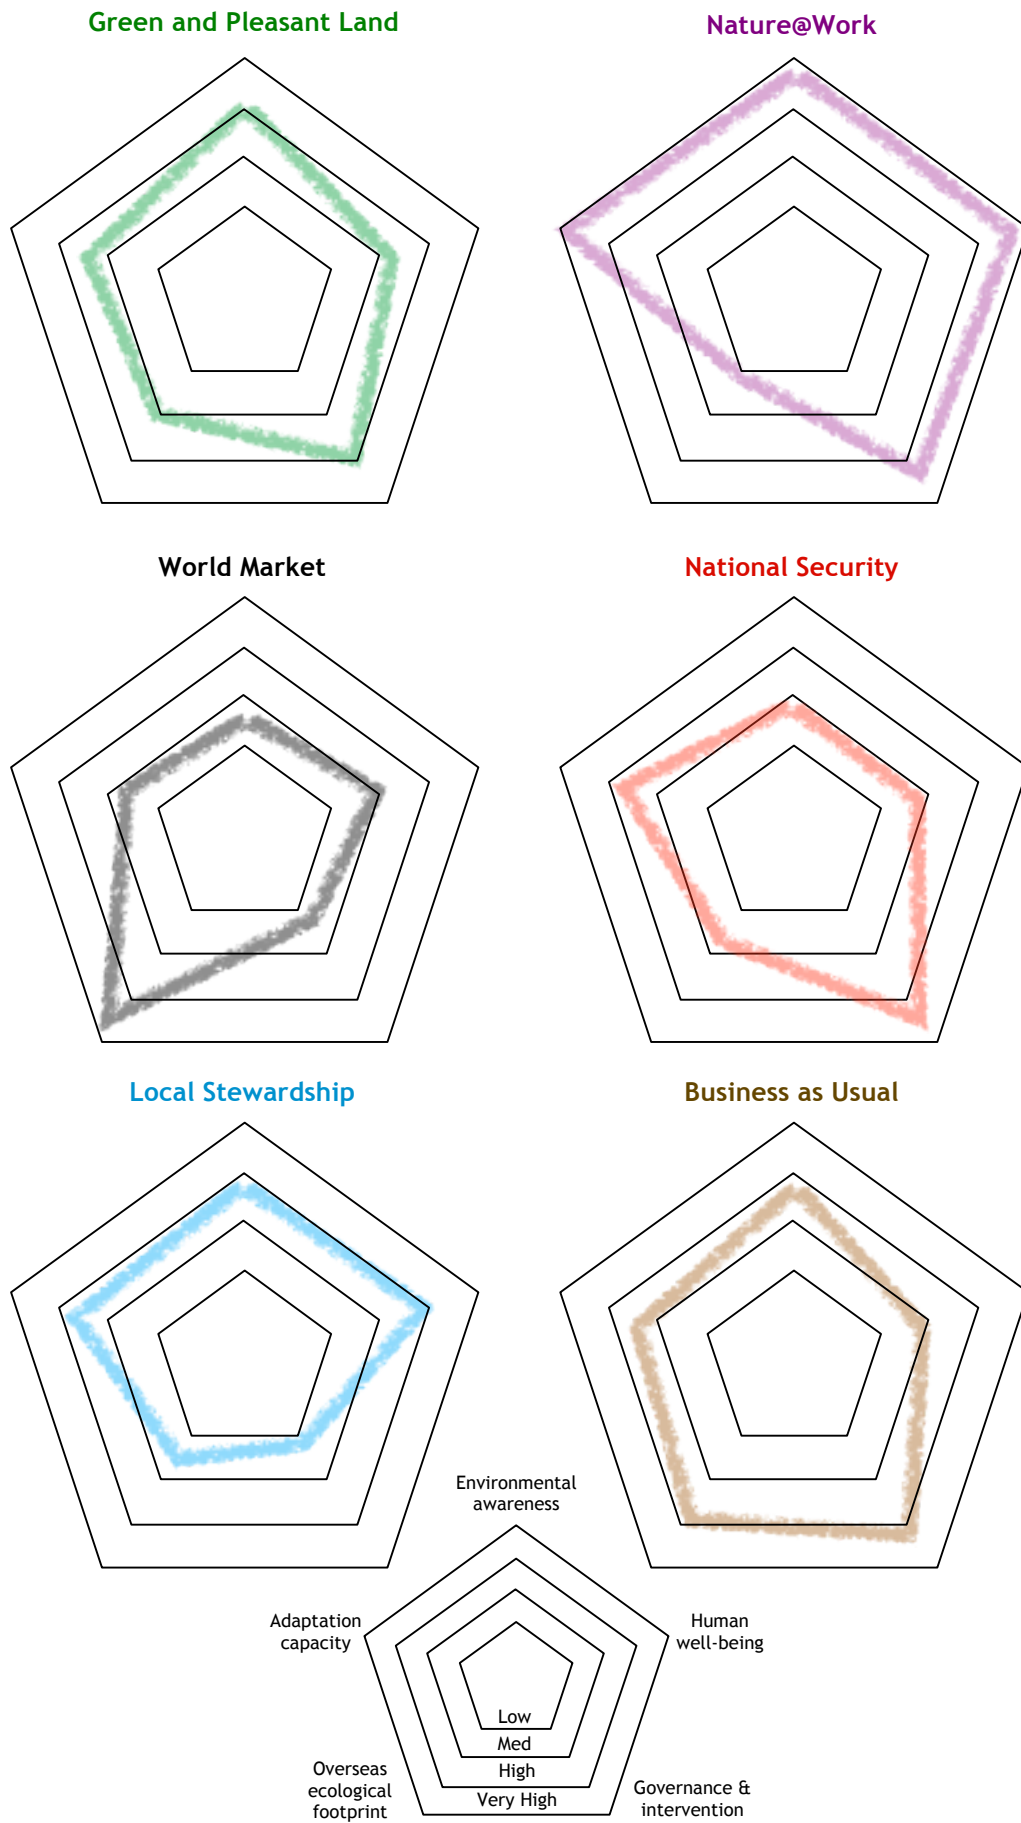 Green and Pleasant Land
Nature@Work
World Market
National Security
Local Stewardship
Business as Usual
Environmental
awareness
Adaptation
capacity
Human
well-being
Low
Med
High
Very High
Overseas
ecological
footprint
Governance &
intervention